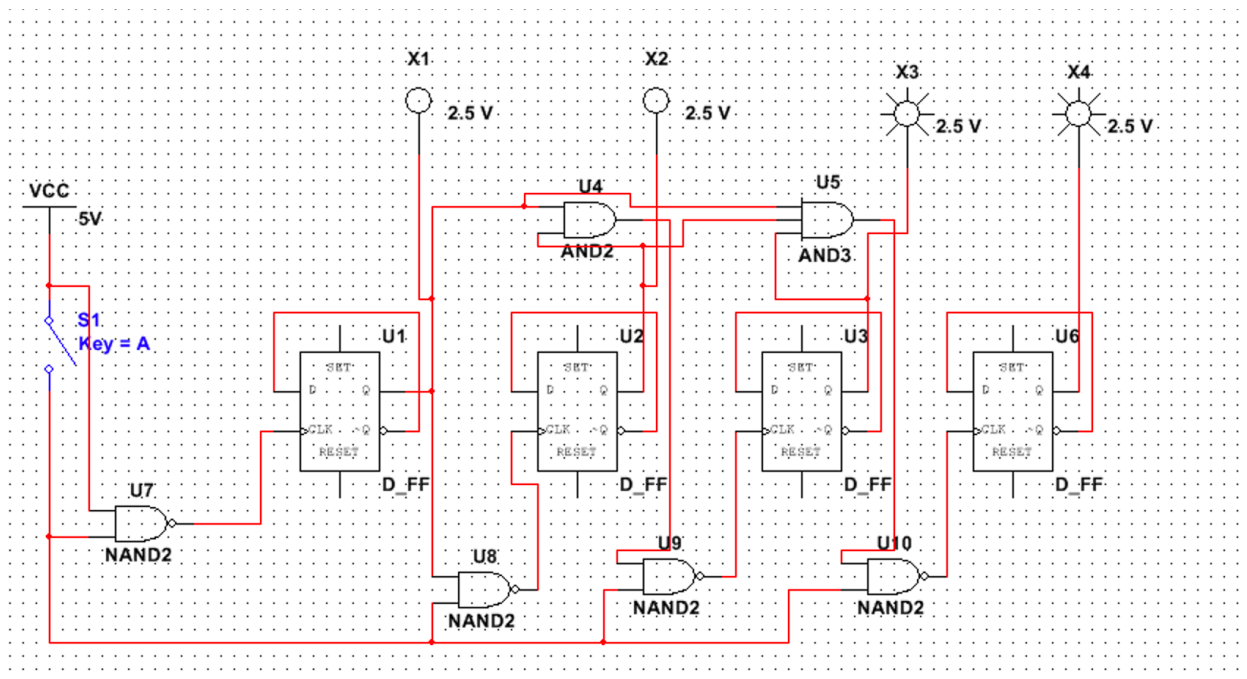 X1
2.5 V
X2
2.5 V
X3
2.5 V
X4
2.5 V
VCC
5V
U4
AND2
U5
AND3
S1
Key = A
U1
SET
D
Q
CLK
~Q
RESET
D_FF
U2
SET
D
Q
CLK
~Q
RESET
D_FF
U3
SET
D
Q
CLK
~Q
RESET
D_FF
U6
SET
D
Q
CLK
~Q
RESET
D_FF
U7
NAND2
U8
NAND2
U9
NAND2
U10
NAND2